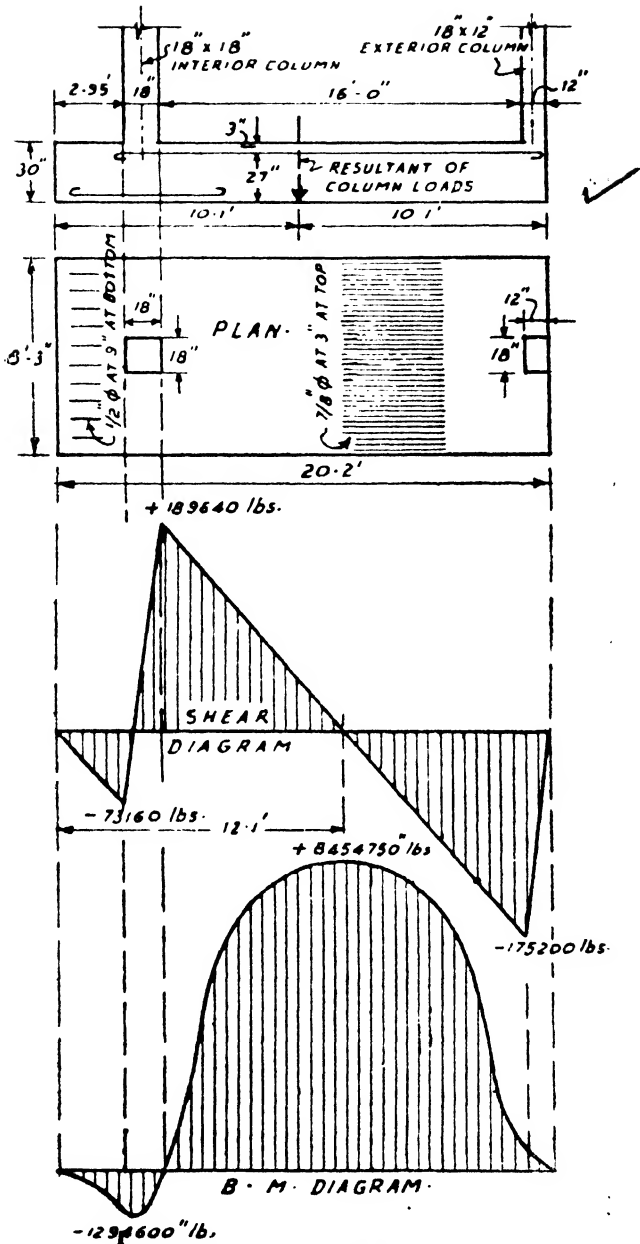 18" x 18"
INTERIOR COLUMN
18" x 12"
EXTERIOR COLUMN
2·95'
18"
16'-0"
12"
3"
30"
27"
RESULTANT OF
COLUMN LOADS
10·1'
10·1'
8'-3"
1/2" Φ AT 9" AT BOTTOM
18"
18"
PLAN·
7/8" Φ AT 3" AT TOP
12"
18"
20·2'
+ 189640 lbs.
SHEAR
DIAGRAM
- 73160 lbs.
12·1'
+ 8454750" lbs
-175200 lbs.
B· M· DIAGRAM·
-1294600" lb,